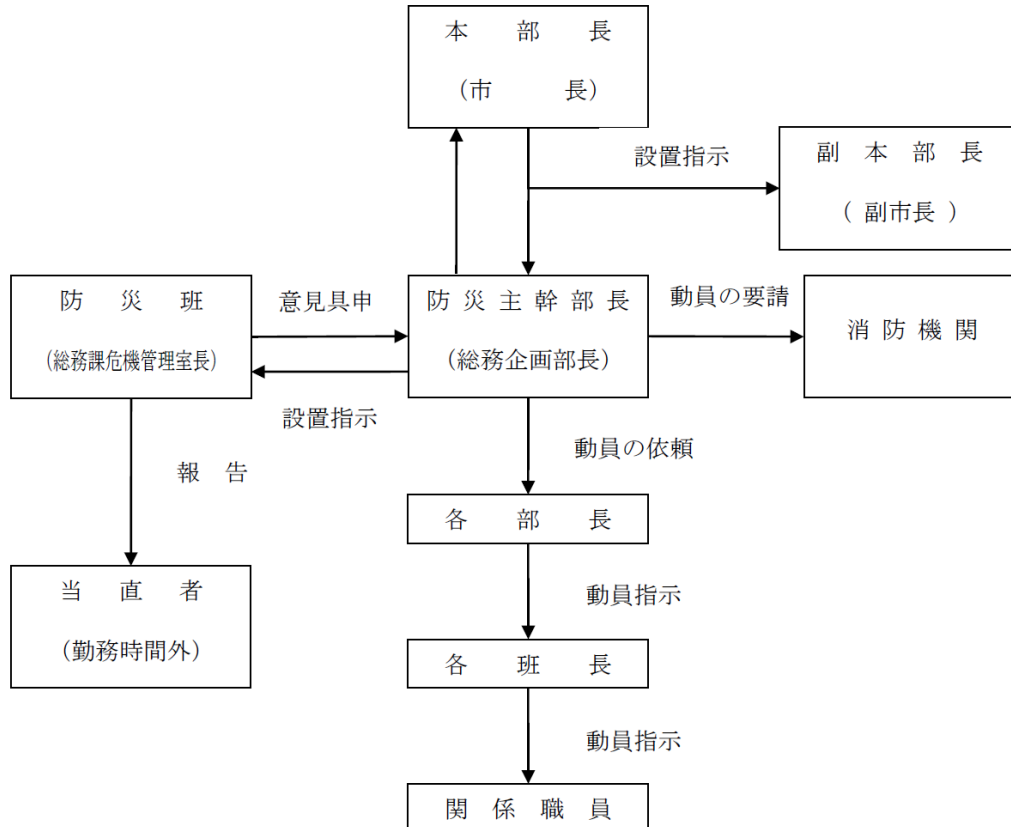 本部長
（市長）
設置指示
副本部長
（副市長）
防災班
（総務課危機管理室長）
意見具申
設置指示
防災主幹部長
（総務企画部長）
動員の要請
消防機関
報告
動員の依頼
各部長
当直者
（勤務時間外）
動員指示
各班長
動員指示
関係職員